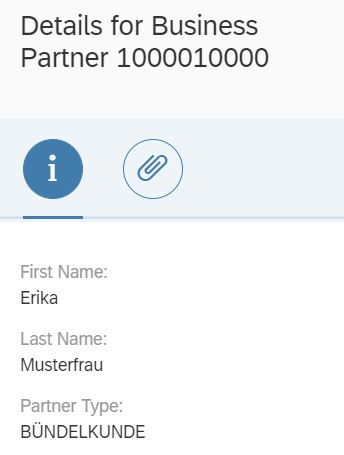 Details for Business
Partner 1000010000
i
First Name:
Erika
Last Name:
Musterfrau
Partner Type:
BÜNDELKUNDE